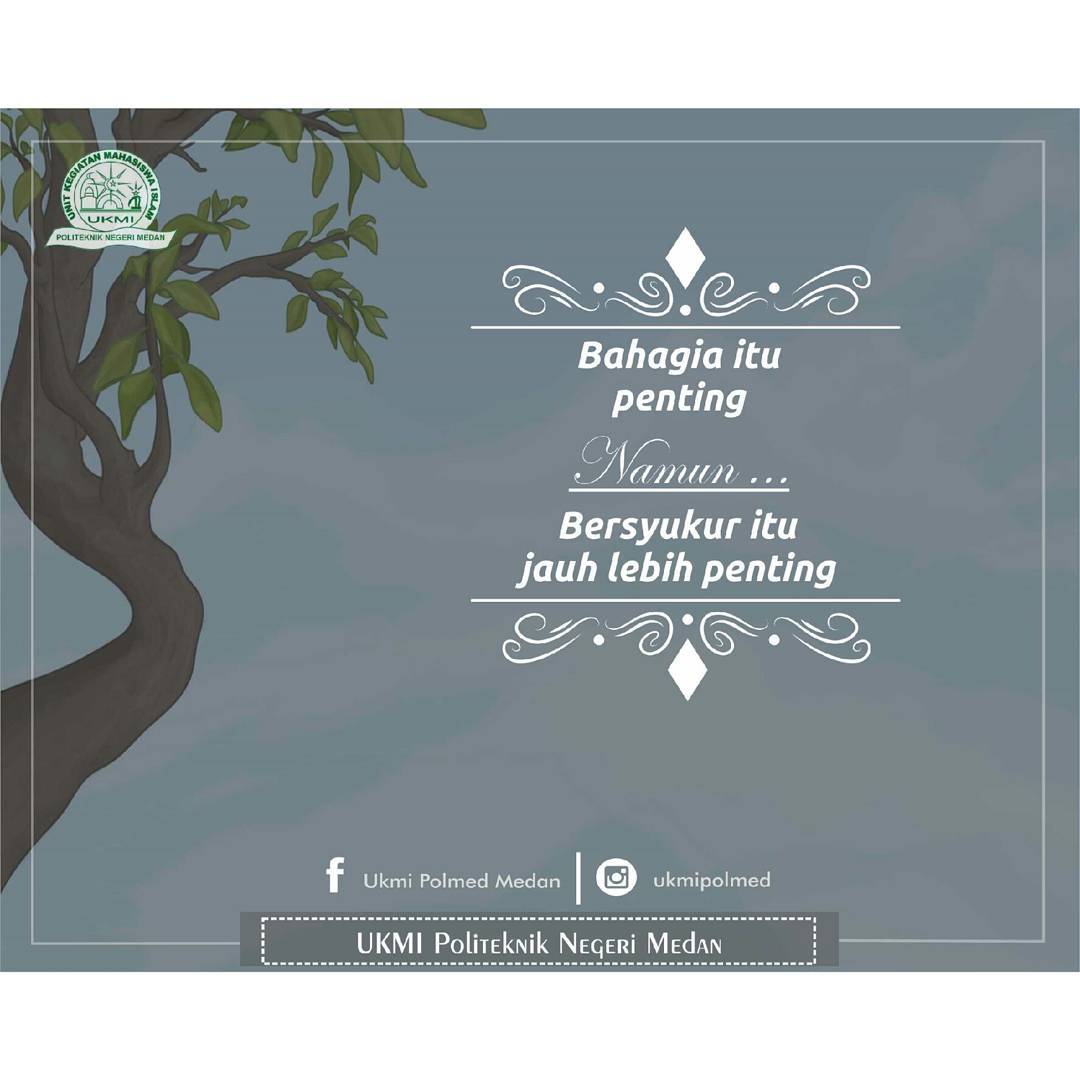 UNIT KEGIATAN MAHASISWA ISLAM
UKMI
POLITEKNIK NEGERI MEDAN
Bahagia itu
penting
Namun ...
Bersyukur itu
jauh lebih penting
f Ukmi Polmed Medan
ukmipolmed
UKMI Politeknik Negeri Medan